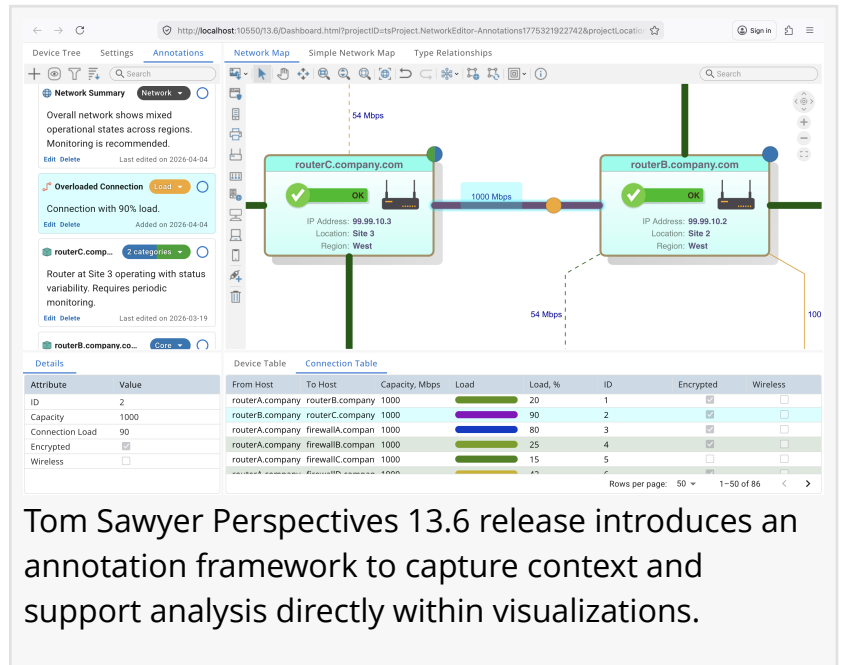 http://localhost:10550/13.6/Dashboard.html?projectID=tsProject.NetworkEditor-Annotations1775321922742&projectLocatio
Sign in
Device Tree Settings Annotations
Search
Network Summary Network
Overall network shows mixed
operational states across regions.
Monitoring is recommended.
Edit Delete Last edited on 2026-04-04
Overloaded Connection Load
Connection with 90% load.
Edit Delete Added on 2026-04-04
routerC.comp... 2 categories
Router at Site 3 operating with status
variability. Requires periodic
monitoring.
Edit Delete Last edited on 2026-03-19
routerB.company.co... Core
Network Map Simple Network Map Type Relationships
Search
54 Mbps
routerC.company.com
OK
IP Address: 99.99.10.3
Location: Site 3
Region: West
1000 Mbps
routerB.company.com
OK
IP Address: 99.99.10.2
Location: Site 2
Region: West
54 Mbps
100
Details
Attribute Value
ID 2
Capacity 1000
Connection Load 90
Encrypted
Wireless
Device Table Connection Table
From Host To Host Capacity, Mbps Load Load, % ID Encrypted Wireless
routerA.company routerB.company 1000 20 1
routerB.company routerC.company 1000 90 2
routerA.company firewallA.compan 1000 80 3
routerA.company firewallB.compan 1000 25 4
routerA.company firewallC.compan 1000 15 5
routerA.company firewallD.compan 1000
Rows per page: 50 1–50 of 86
Tom Sawyer Perspectives 13.6 release introduces an
annotation framework to capture context and
support analysis directly within visualizations.